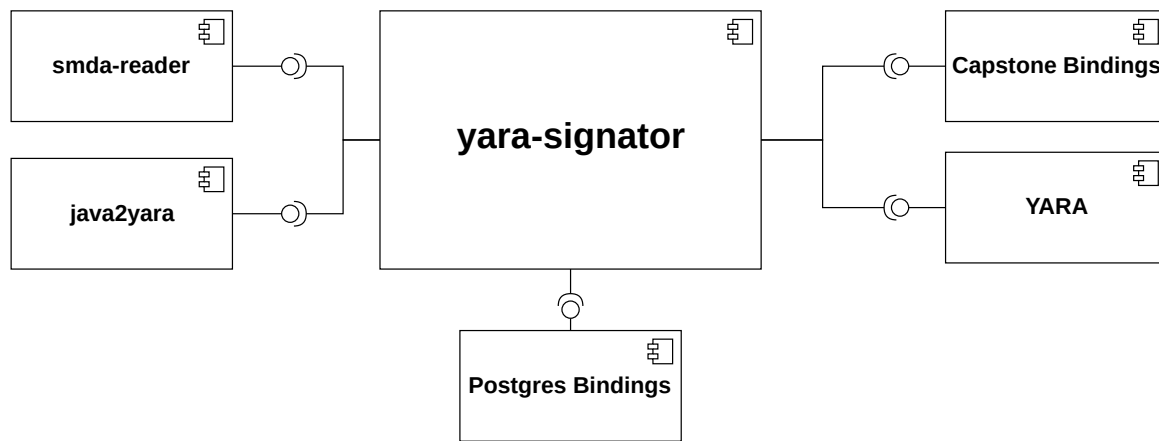 smda-reader
yara-signator
Capstone Bindings
java2yara
YARA
Postgres Bindings